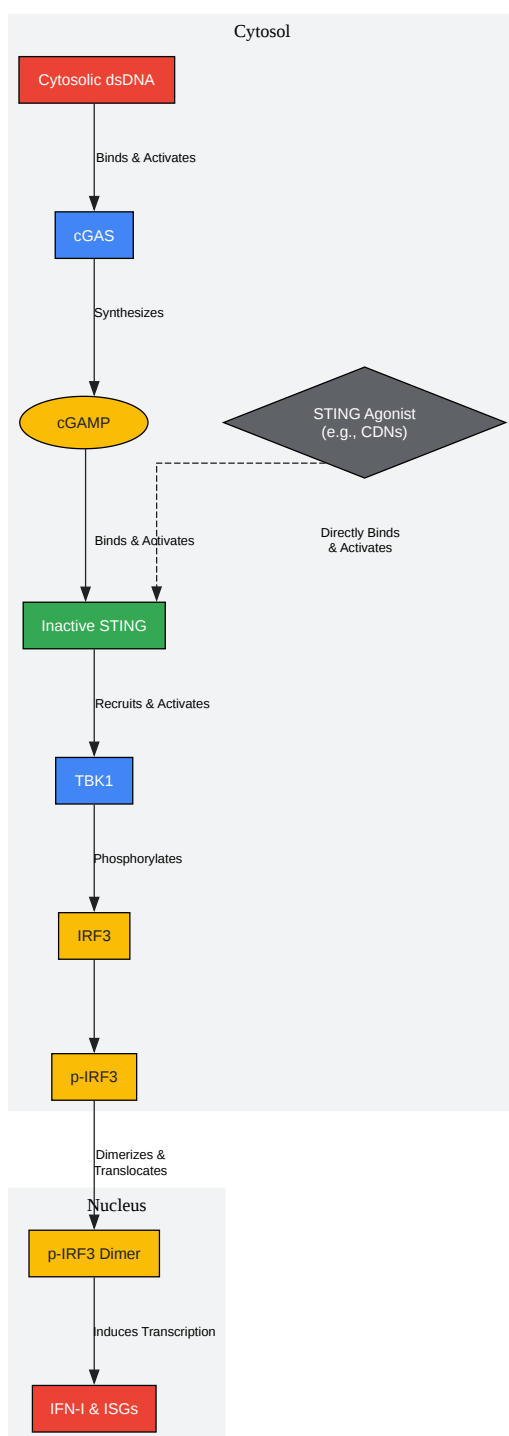 Cytosol
Cytosolic dsDNA
Binds & Activates
cGAS
Synthesizes
cGAMP
STING Agonist
(e.g., CDNs)
Binds & Activates
Directly Binds
& Activates
Inactive STING
Recruits & Activates
TBK1
Phosphorylates
IRF3
p-IRF3
Dimerizes &
Translocates
Nucleus
p-IRF3 Dimer
Induces Transcription
IFN-I & ISGs